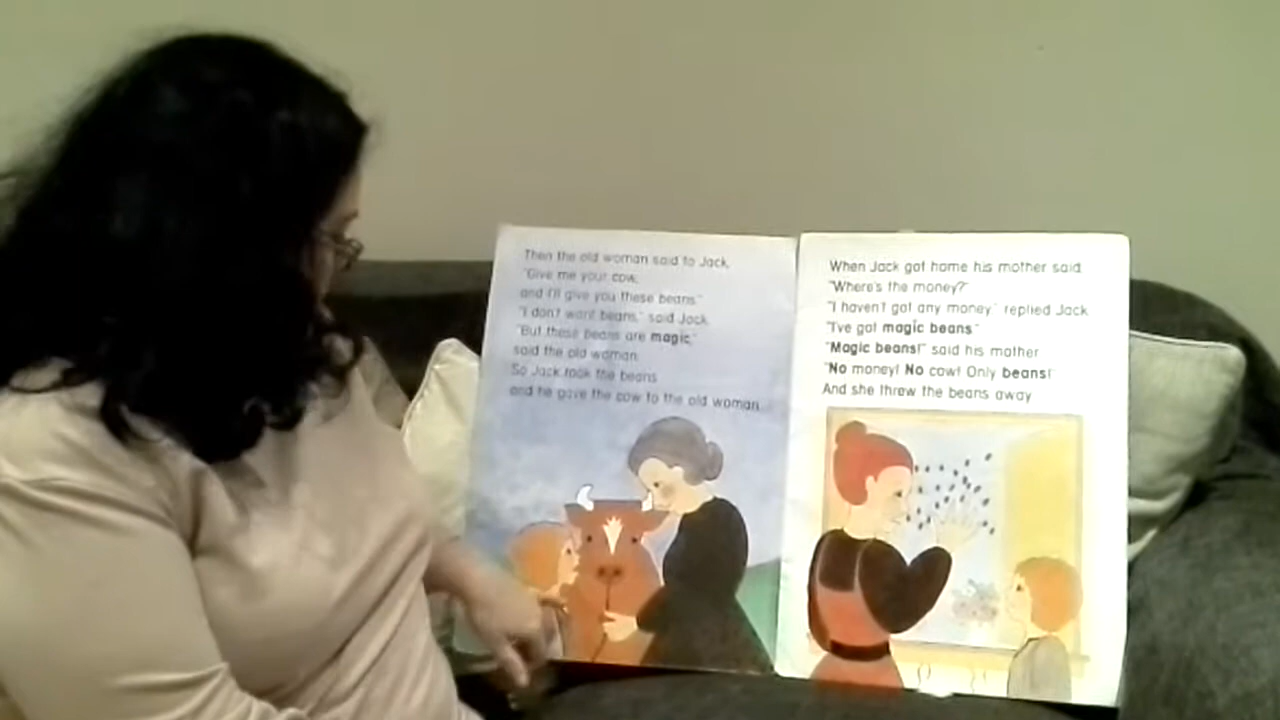 Then the old woman said to Jack,
"Give me your cow,
and I'll give you these beans."
"I don't want beans," said Jack.
"But these beans are magic,"
said the old woman.
So Jack took the beans
and he gave the cow to the old woman.
When Jack got home his mother said
"Where's the money?"
"I haven't got any money" replied Jack.
"I've got magic beans"
"Magic beans!" said his mother
"No money! No cow! Only beans!"
And she threw the beans away